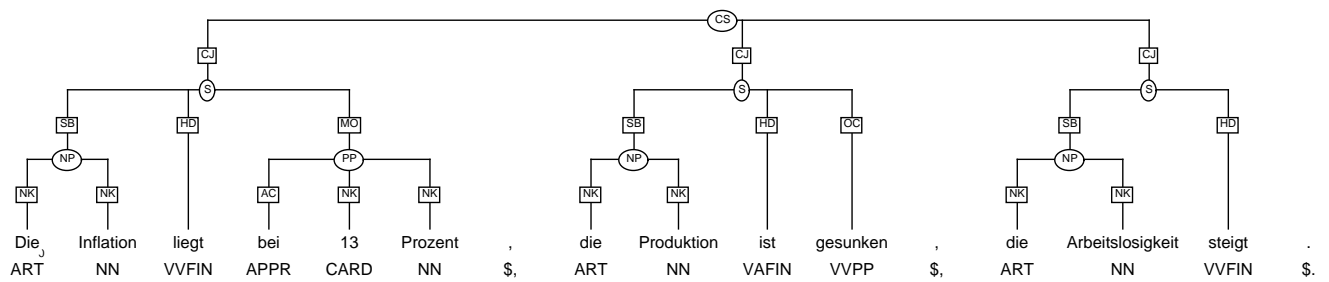 CS
CJ CJ CJ
S S S
SB HD MO SB HD OC SB HD
NP PP NP NP
NK NK AC NK NK NK NK NK NK
Die Inflation liegt bei 13 Prozent , die Produktion ist gesunken , die Arbeitslosigkeit steigt .
ART NN VVFIN APPR CARD NN $, ART NN VAFIN VVPP $, ART NN VVFIN $.